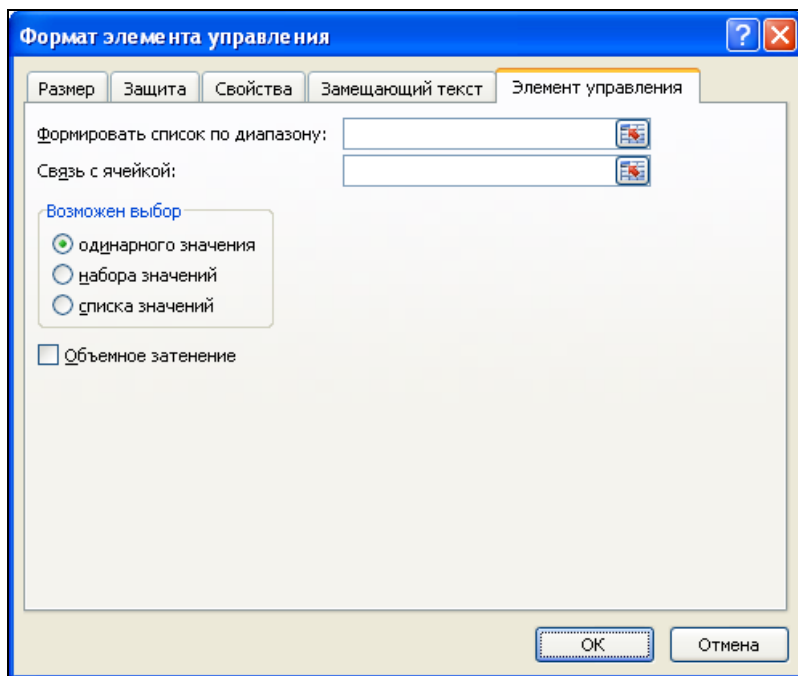 Формат элемента управления
Размер Защита Свойства Замещающий текст Элемент управления
Формировать список по диапазону:
Связь с ячейкой:
Возможен выбор
одинарного значения
набора значений
списка значений
Объемное затенение
ОК Отмена